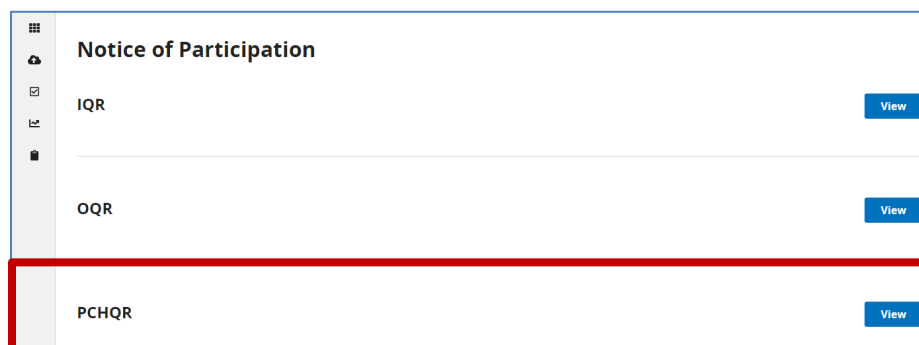 Notice of Participation
IQR
View
OQR
View
PCHQR
View